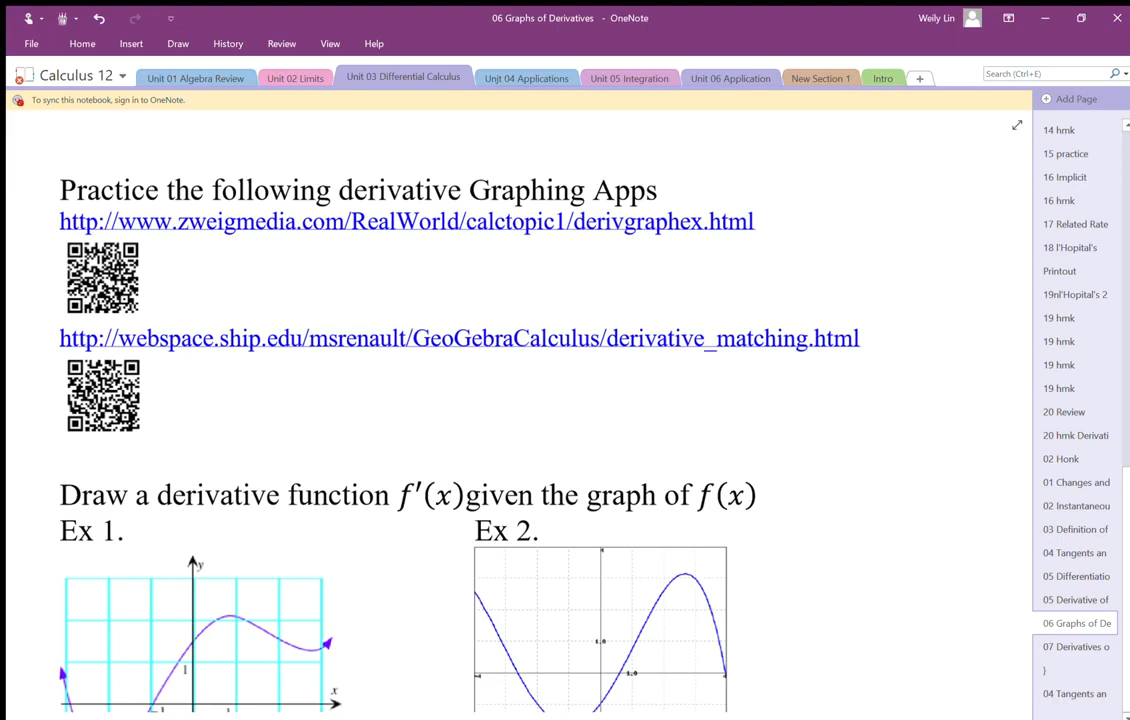 06 Graphs of Derivatives - OneNote
Weily Lin
File Home Insert Draw History Review View Help
Calculus 12
Unit 01 Algebra Review
Unit 02 Limits
Unit 03 Differential Calculus
Unit 04 Applications
Unit 05 Integration
Unit 06 Application
New Section 1
Intro
+
Search (Ctrl+E)
To sync this notebook, sign in to OneNote.
Add Page
14 hmk
15 practice
16 Implicit
16 hmk
17 Related Rate
18 l'Hopital's
Printout
19nl'Hopital's 2
19 hmk
19 hmk
19 hmk
19 hmk
20 Review
20 hmk Derivati
02 Honk
01 Changes and
02 Instantaneou
03 Definition of
04 Tangents an
05 Differentiatio
05 Derivative of
06 Graphs of De
07 Derivatives o
}
04 Tangents an
Practice the following derivative Graphing Apps
http://www.zweigmedia.com/RealWorld/calctopic1/derivgraphex.html
http://webspace.ship.edu/msrenault/GeoGebraCalculus/derivative_matching.html
Draw a derivative function f′(x)given the graph of f(x)
Ex 1. Ex 2.
y
1
x
1.0
1.0